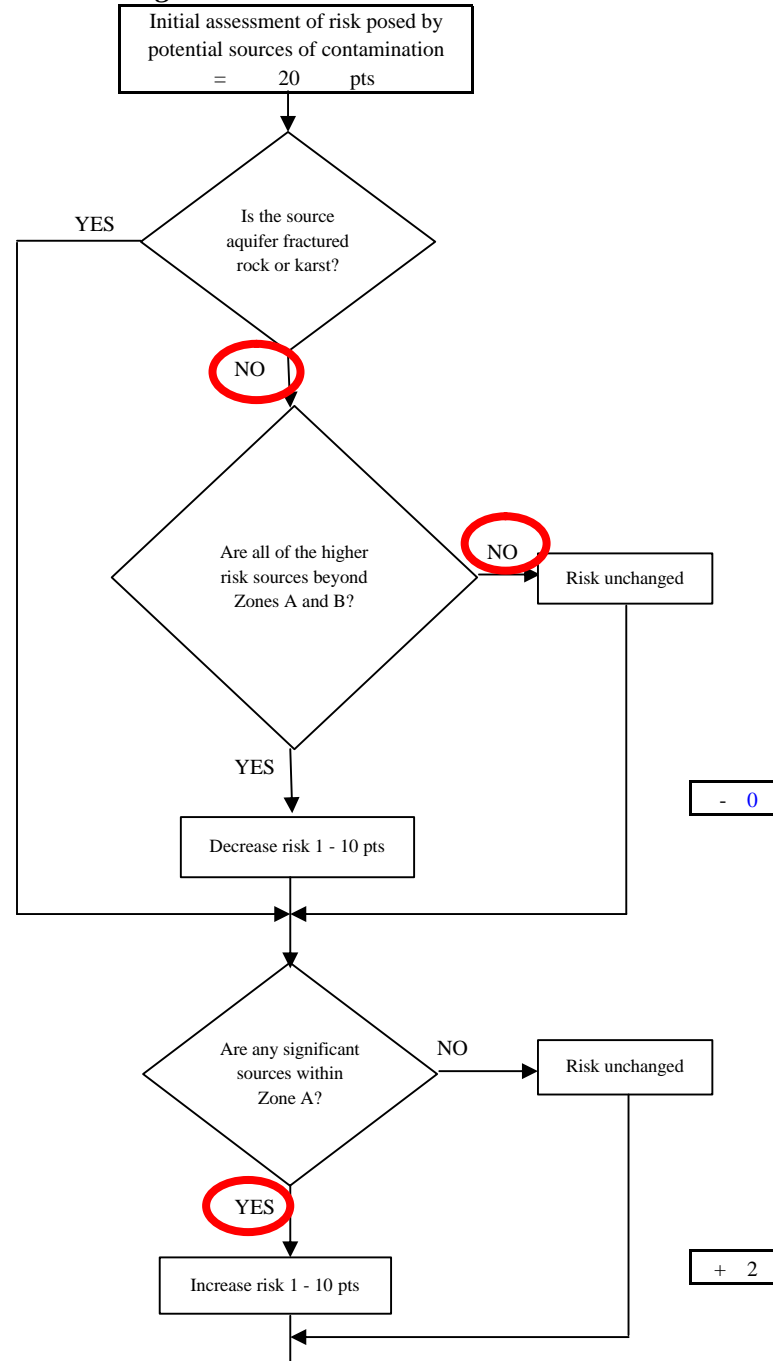 Initial assessment of risk posed by
potential sources of contamination
= 20 pts
YES
Is the source
aquifer fractured
rock or karst?
NO
Are all of the higher
risk sources beyond
Zones A and B?
NO
Risk unchanged
YES
- 0
Decrease risk 1 - 10 pts
Are any significant
sources within
Zone A?
NO
Risk unchanged
YES
+ 2
Increase risk 1 - 10 pts